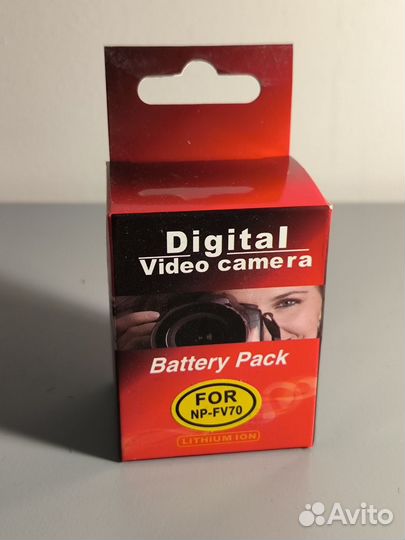 Digital
Video camera
Battery Pack
FOR
NP-FV70
LITHIUM ION
Avito